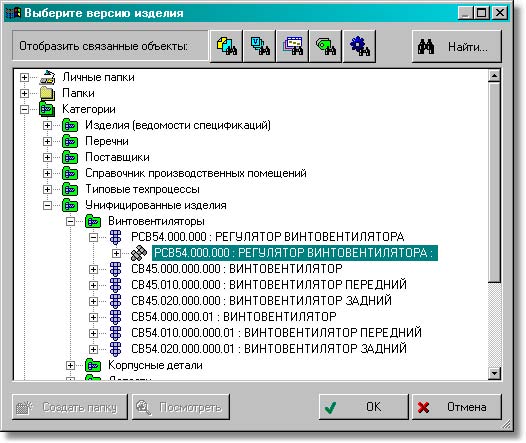 Выберите версию изделия
Отобразить связанные объекты:
Найти...
Личные папки
Папки
Категории
Изделия (ведомости спецификаций)
Перечни
Поставщики
Справочник производственных помещений
Типовые техпроцессы
Унифицированные изделия
Винтовентиляторы
РСВ54.000.000 : РЕГУЛЯТОР ВИНТОВЕНТИЛЯТОРА
РСВ54.000.000 : РЕГУЛЯТОР ВИНТОВЕНТИЛЯТОРА :
СВ45.000.000.000 : ВИНТОВЕНТИЛЯТОР
СВ45.010.000.000 : ВИНТОВЕНТИЛЯТОР ПЕРЕДНИЙ
СВ45.020.000.000 : ВИНТОВЕНТИЛЯТОР ЗАДНИЙ
СВ54.000.000.01 : ВИНТОВЕНТИЛЯТОР
СВ54.010.000.000.01 : ВИНТОВЕНТИЛЯТОР ПЕРЕДНИЙ
СВ54.020.000.000.01 : ВИНТОВЕНТИЛЯТОР ЗАДНИЙ
Корпусные детали
Создать папку
Посмотреть
OK
Отмена